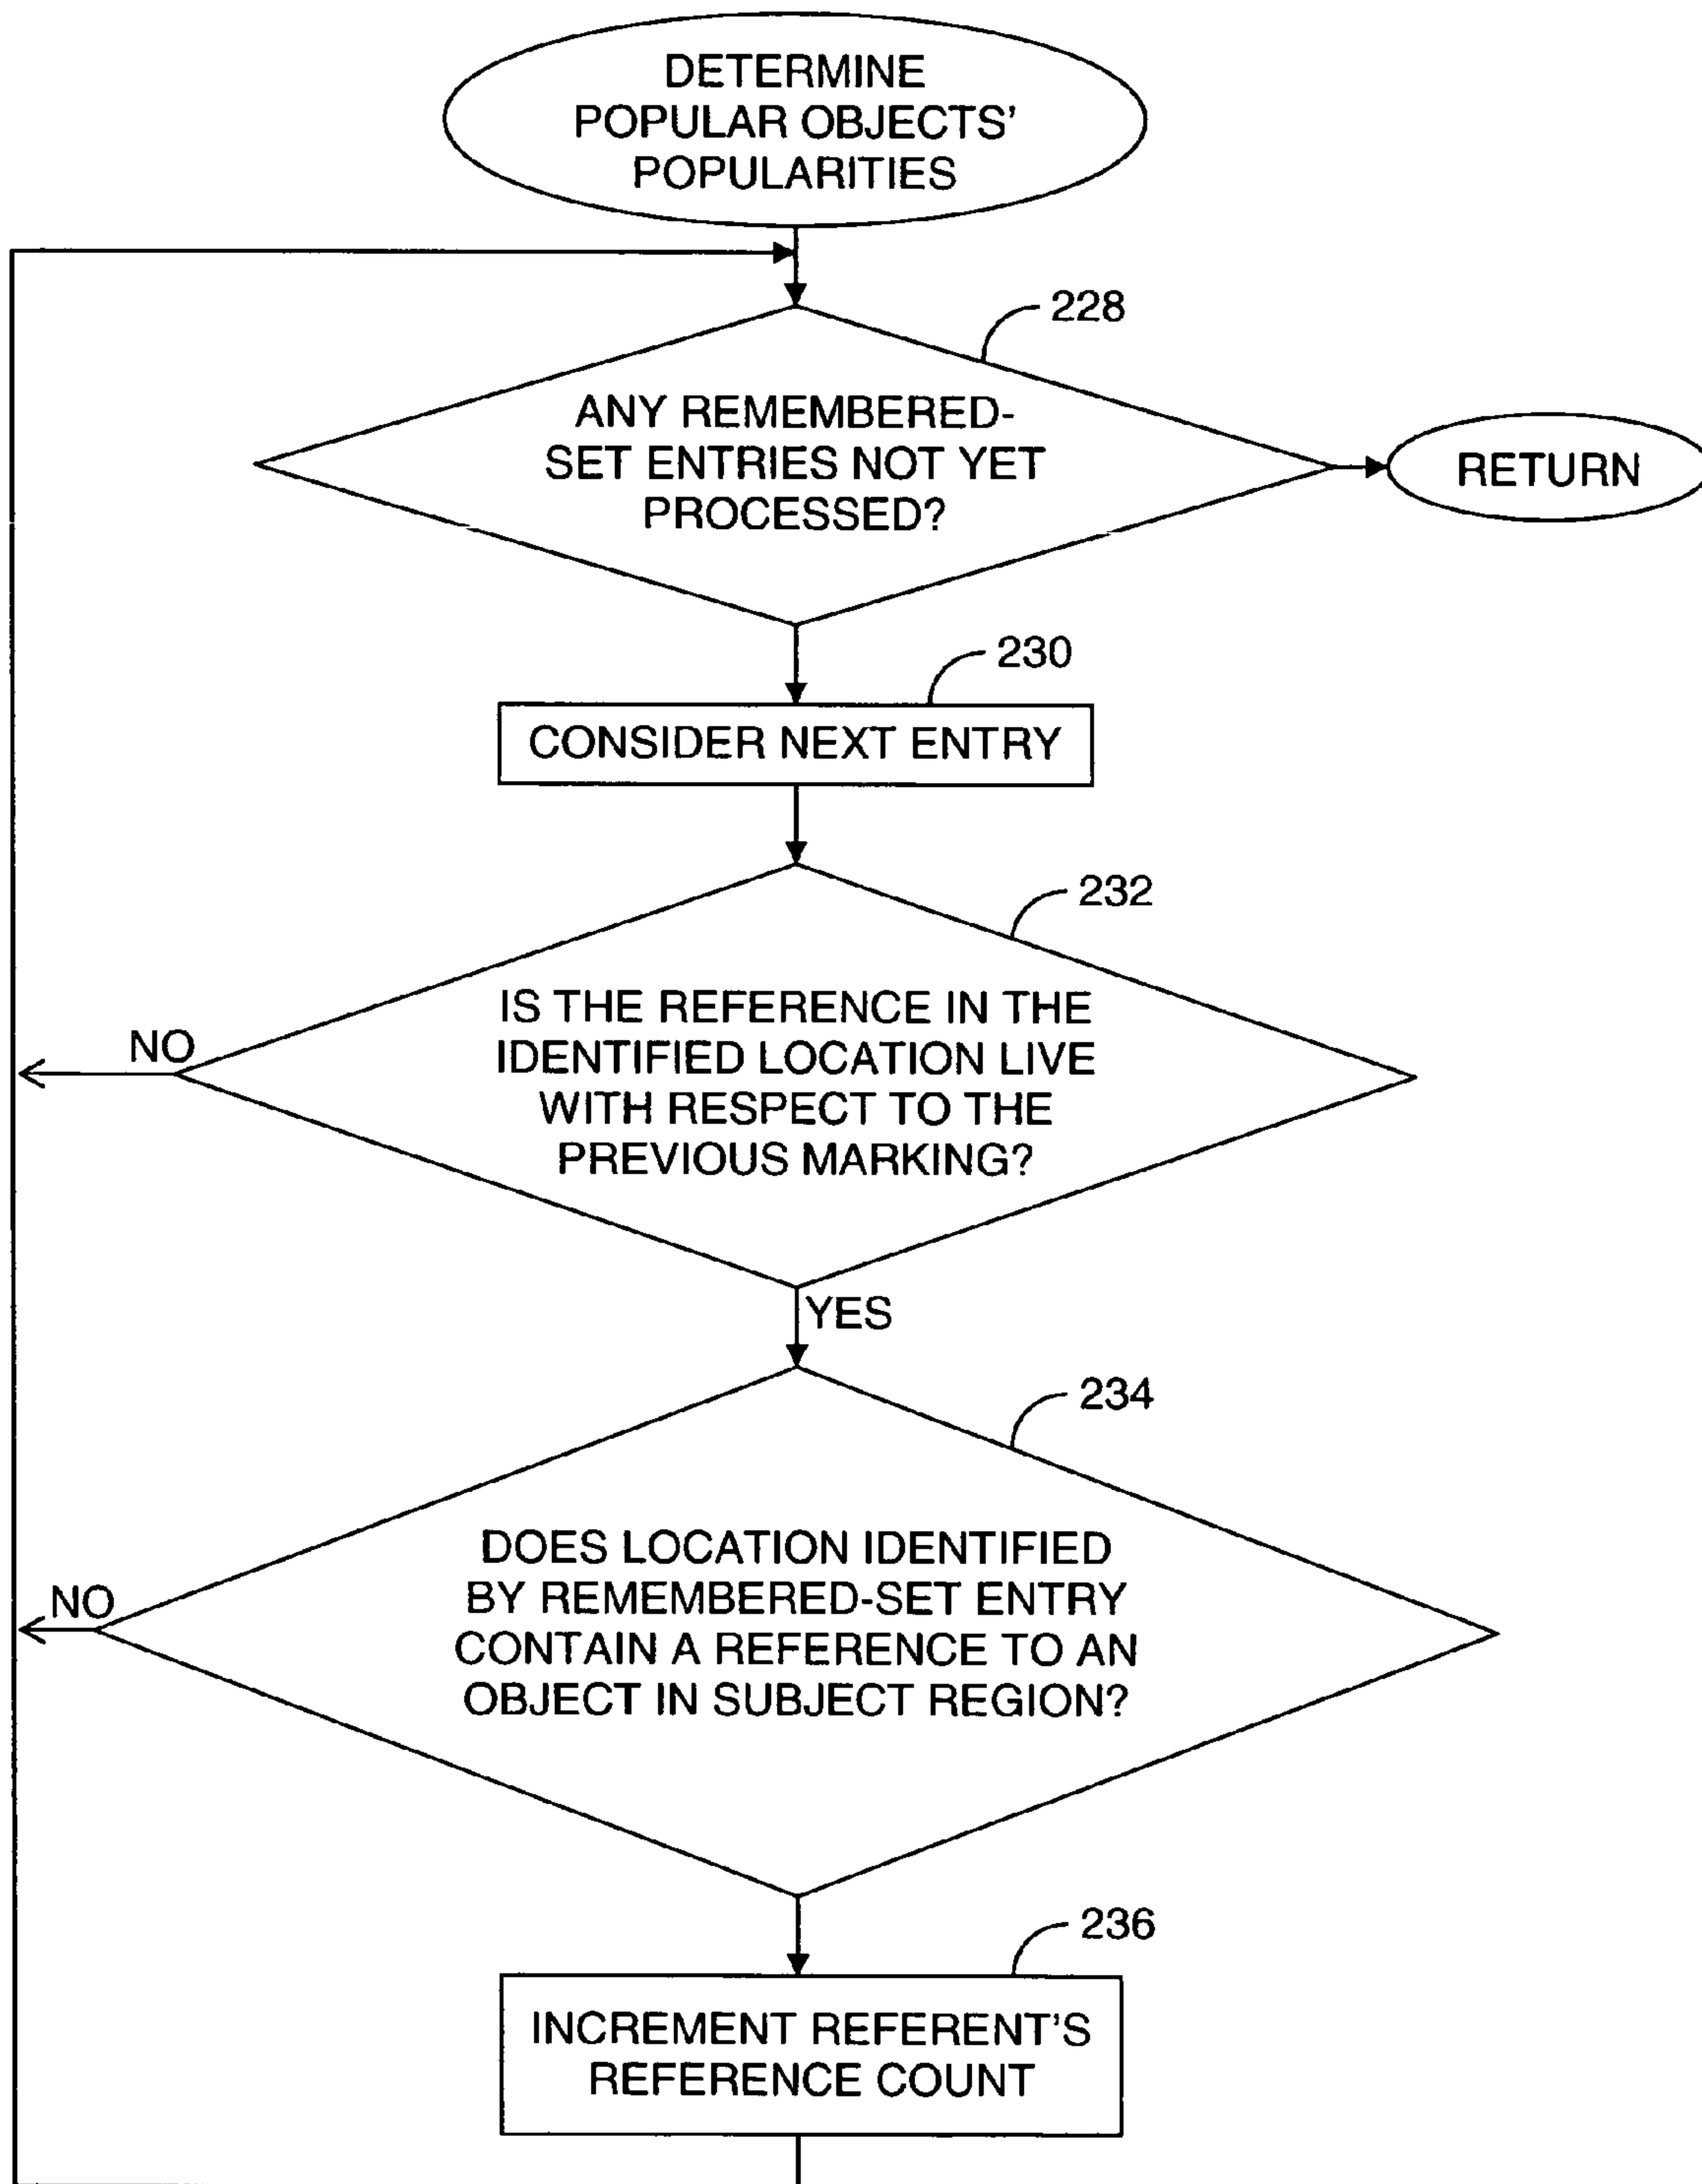 DETERMINE
POPULAR OBJECTS'
POPULARITIES
228
ANY REMEMBERED-
SET ENTRIES NOT YET
PROCESSED?
RETURN
230
CONSIDER NEXT ENTRY
232
IS THE REFERENCE IN THE
IDENTIFIED LOCATION LIVE
WITH RESPECT TO THE
PREVIOUS MARKING?
NO
YES
234
DOES LOCATION IDENTIFIED
BY REMEMBERED-SET ENTRY
CONTAIN A REFERENCE TO AN
OBJECT IN SUBJECT REGION?
NO
236
INCREMENT REFERENT'S
REFERENCE COUNT